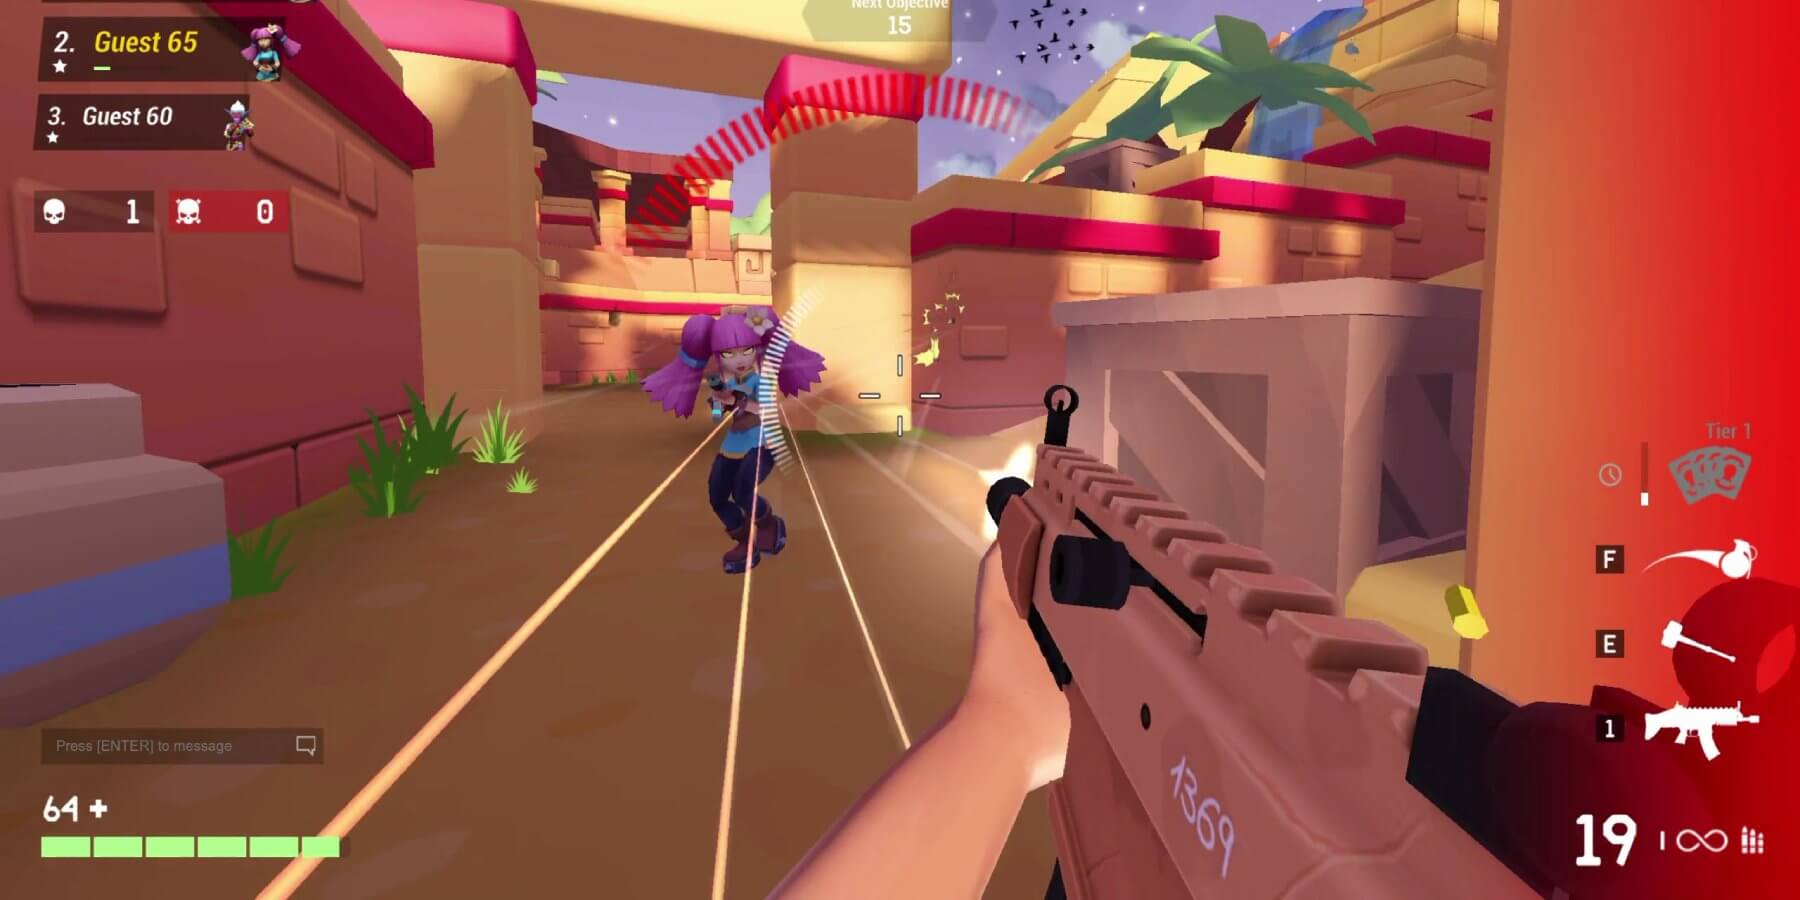 Next Objective
15
2. Guest 65
3. Guest 60
1
0
Tier 1
F
E
1
Press [ENTER] to message
64 +
1369
19 | ∞